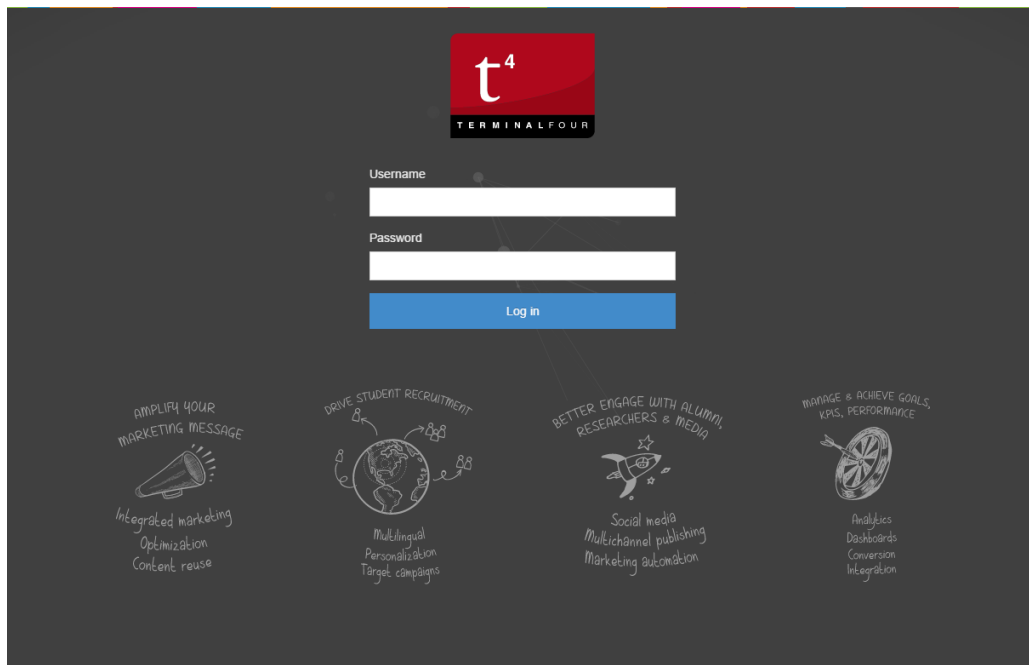 t4
TERMINALFOUR
Username
Password
Log in
AMPLIFY YOUR
MARKETING MESSAGE
Integrated marketing
Optimization
Content reuse
DRIVE STUDENT RECRUITMENT
Multilingual
Personalization
Target campaigns
BETTER ENGAGE WITH ALUMNI,
RESEARCHERS & MEDIA
Social media
Multichannel publishing
Marketing automation
MANAGE & ACHIEVE GOALS,
KPIS, PERFORMANCE
Analytics
Dashboards
Conversion
Integration